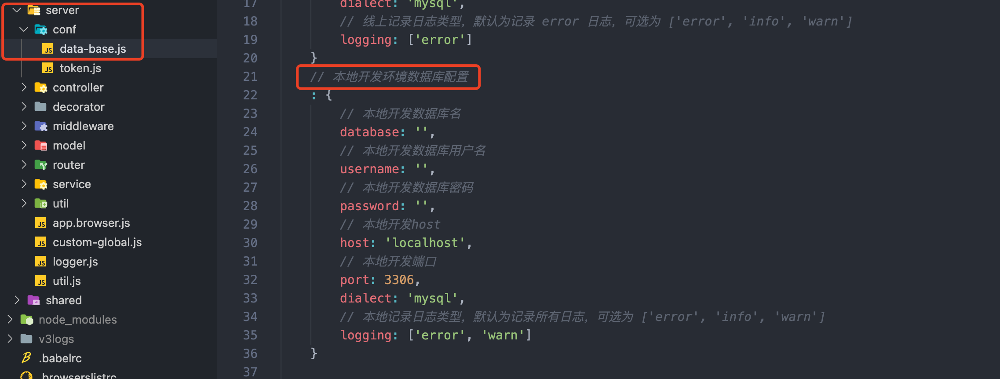 server
conf
data-base.js
token.js
controller
decorator
middleware
model
router
service
util
app.browser.js
custom-global.js
logger.js
util.js
shared
node_modules
v3logs
.babelrc
.browserslistrc
17 dialect: 'mysql',
18 // 线上记录日志类型，默认为记录 error 日志，可选为 ['error', 'info', 'warn']
19 logging: ['error']
20 }
21 // 本地开发环境数据库配置
22 : {
23 // 本地开发数据库名
24 database: '',
25 // 本地开发数据库用户名
26 username: '',
27 // 本地开发数据库密码
28 password: '',
29 // 本地开发host
30 host: 'localhost',
31 // 本地开发端口
32 port: 3306,
33 dialect: 'mysql',
34 // 本地记录日志类型，默认为记录所有日志，可选为 ['error', 'info', 'warn']
35 logging: ['error', 'warn']
36 }
37